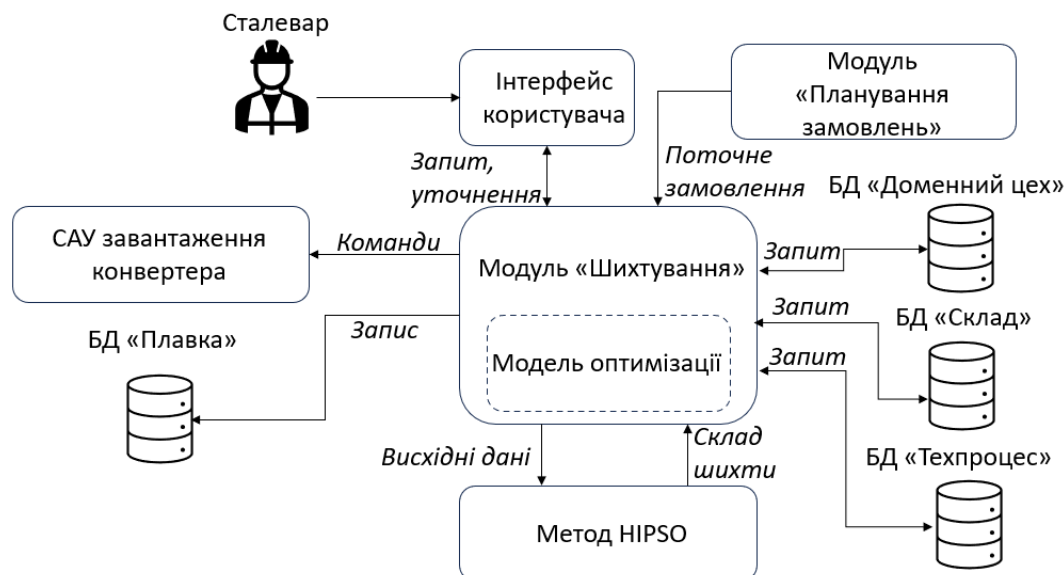 Сталевар
Інтерфейс
користувача
Модуль
«Планування
замовлень»
Запит,
уточнення
Поточне
замовлення
БД «Доменний цех»
САУ завантаження
конвертера
Команди
Модуль «Шихтування»
Запит
БД «Плавка»
Запис
Запит
БД «Склад»
Модель оптимізації
Запит
Висхідні дані
Склад
шихти
БД «Техпроцес»
Метод HIPSO